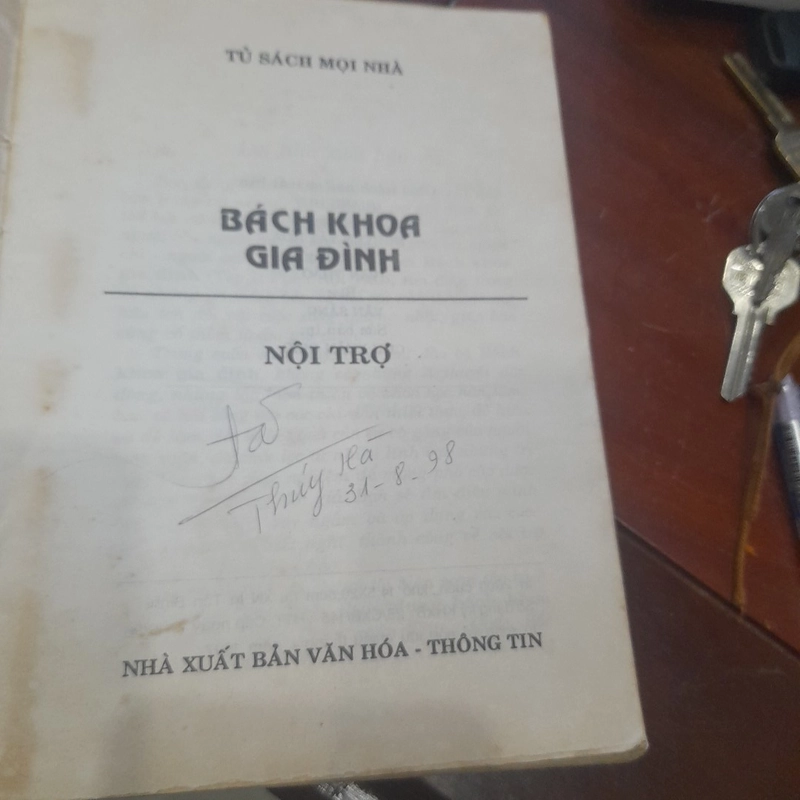 TỦ SÁCH MỌI NHÀ
BÁCH KHOA
GIA ĐÌNH
NỘI TRỢ
Thúy Hà
31-8-98
NHÀ XUẤT BẢN VĂN HÓA - THÔNG TIN